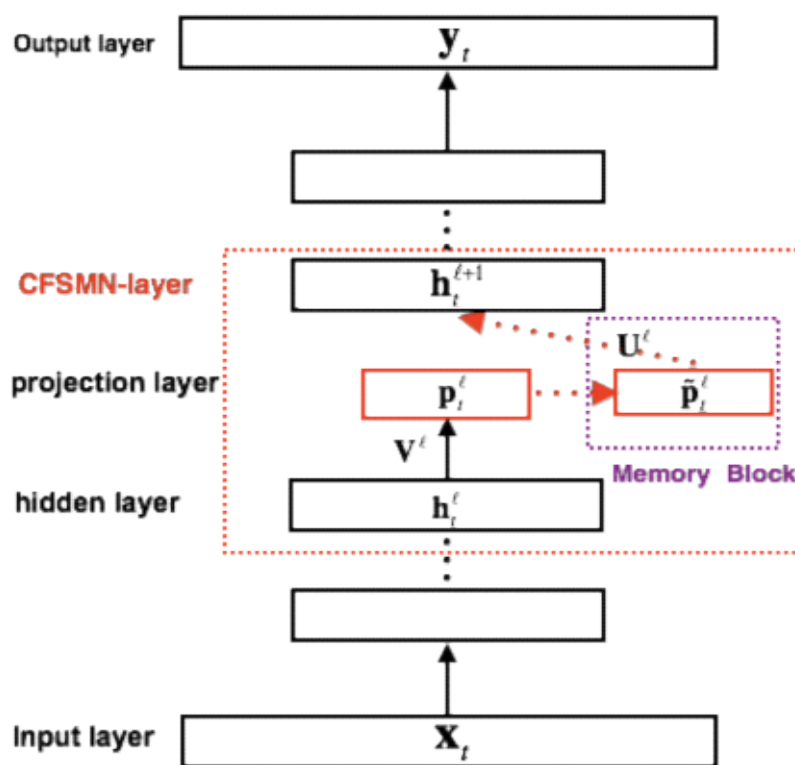 Output layer y_t
CFSMN-layer h_t^{ℓ+1}
U^ℓ
projection layer p_t^ℓ p̃_t^ℓ
V^ℓ
Memory Block
hidden layer h_t^ℓ
Input layer x_t